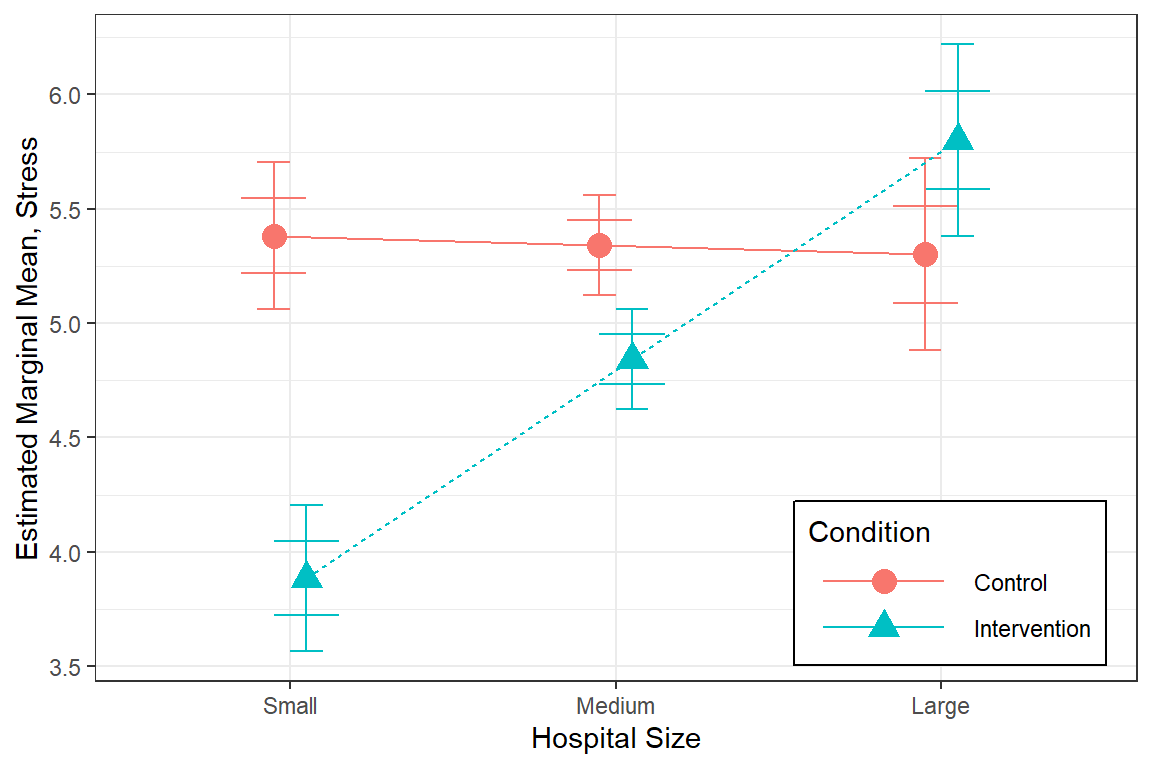 Estimated Marginal Mean, Stress
6.0
5.5
5.0
4.5
4.0
3.5
Small Medium Large
Hospital Size
Condition
Control
Intervention